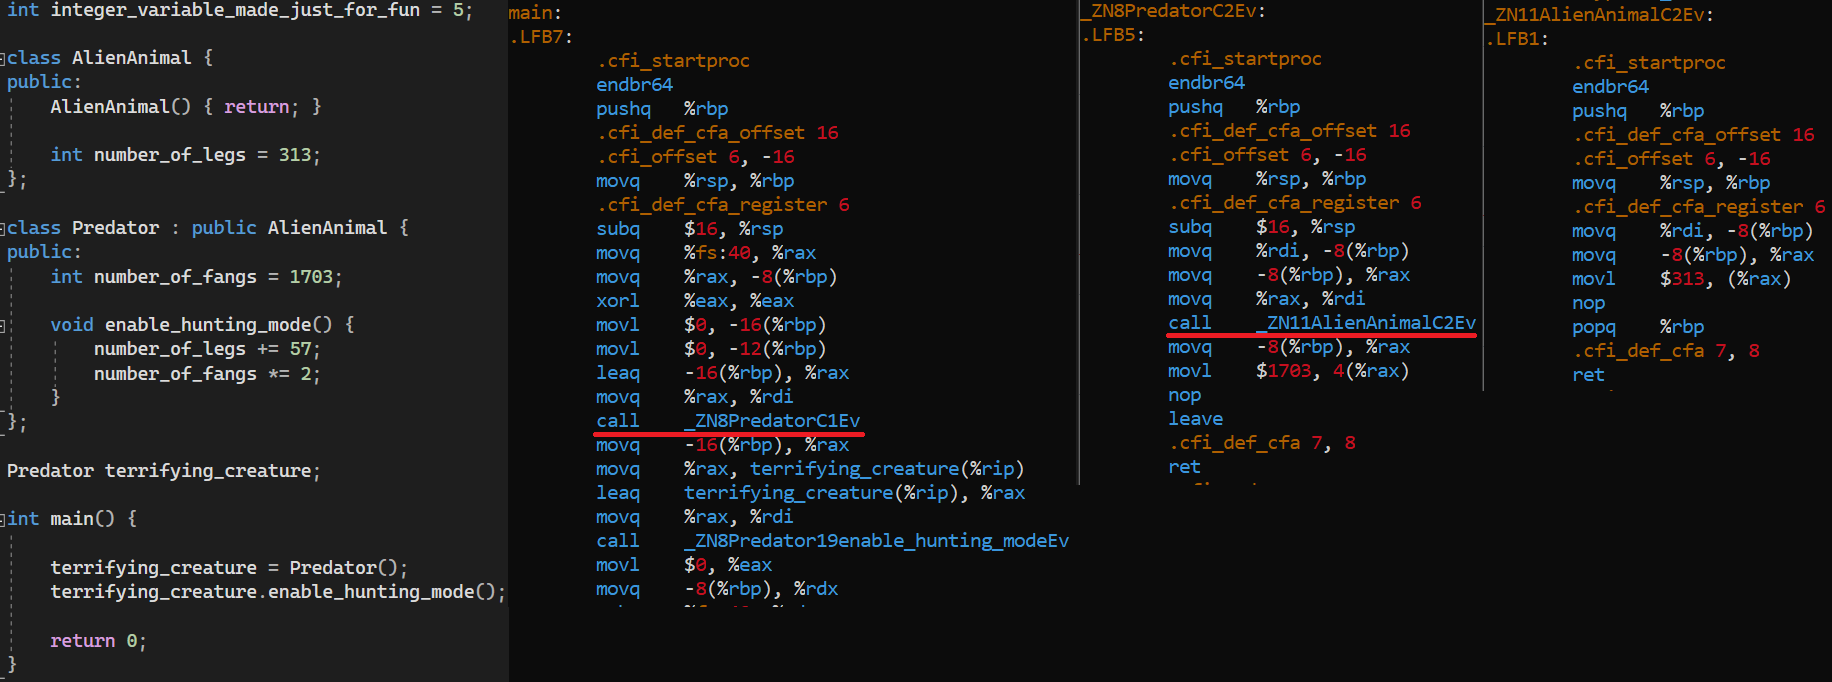 int integer_variable_made_just_for_fun = 5;
class AlienAnimal {
public:
AlienAnimal() { return; }
int number_of_legs = 313;
};
class Predator : public AlienAnimal {
public:
int number_of_fangs = 1703;
void enable_hunting_mode() {
number_of_legs += 57;
number_of_fangs *= 2;
}
};
Predator terrifying_creature;
int main() {
terrifying_creature = Predator();
terrifying_creature.enable_hunting_mode();
return 0;
}
main:
.LFB7:
.cfi_startproc
endbr64
pushq %rbp
.cfi_def_cfa_offset 16
.cfi_offset 6, -16
movq %rsp, %rbp
.cfi_def_cfa_register 6
subq $16, %rsp
movq %fs:40, %rax
movq %rax, -8(%rbp)
xorl %eax, %eax
movl $0, -16(%rbp)
movl $0, -12(%rbp)
leaq -16(%rbp), %rax
movq %rax, %rdi
call _ZN8PredatorC1Ev
movq -16(%rbp), %rax
movq %rax, terrifying_creature(%rip)
leaq terrifying_creature(%rip), %rax
movq %rax, %rdi
call _ZN8Predator19enable_hunting_modeEv
movl $0, %eax
movq -8(%rbp), %rdx
_ZN8PredatorC2Ev:
.LFB5:
.cfi_startproc
endbr64
pushq %rbp
.cfi_def_cfa_offset 16
.cfi_offset 6, -16
movq %rsp, %rbp
.cfi_def_cfa_register 6
subq $16, %rsp
movq %rdi, -8(%rbp)
movq -8(%rbp), %rax
movq %rax, %rdi
call _ZN11AlienAnimalC2Ev
movq -8(%rbp), %rax
movl $1703, 4(%rax)
nop
leave
.cfi_def_cfa 7, 8
ret
_ZN11AlienAnimalC2Ev:
.LFB1:
.cfi_startproc
endbr64
pushq %rbp
.cfi_def_cfa_offset 16
.cfi_offset 6, -16
movq %rsp, %rbp
.cfi_def_cfa_register 6
movq %rdi, -8(%rbp)
movq -8(%rbp), %rax
movl $313, (%rax)
nop
popq %rbp
.cfi_def_cfa 7, 8
ret